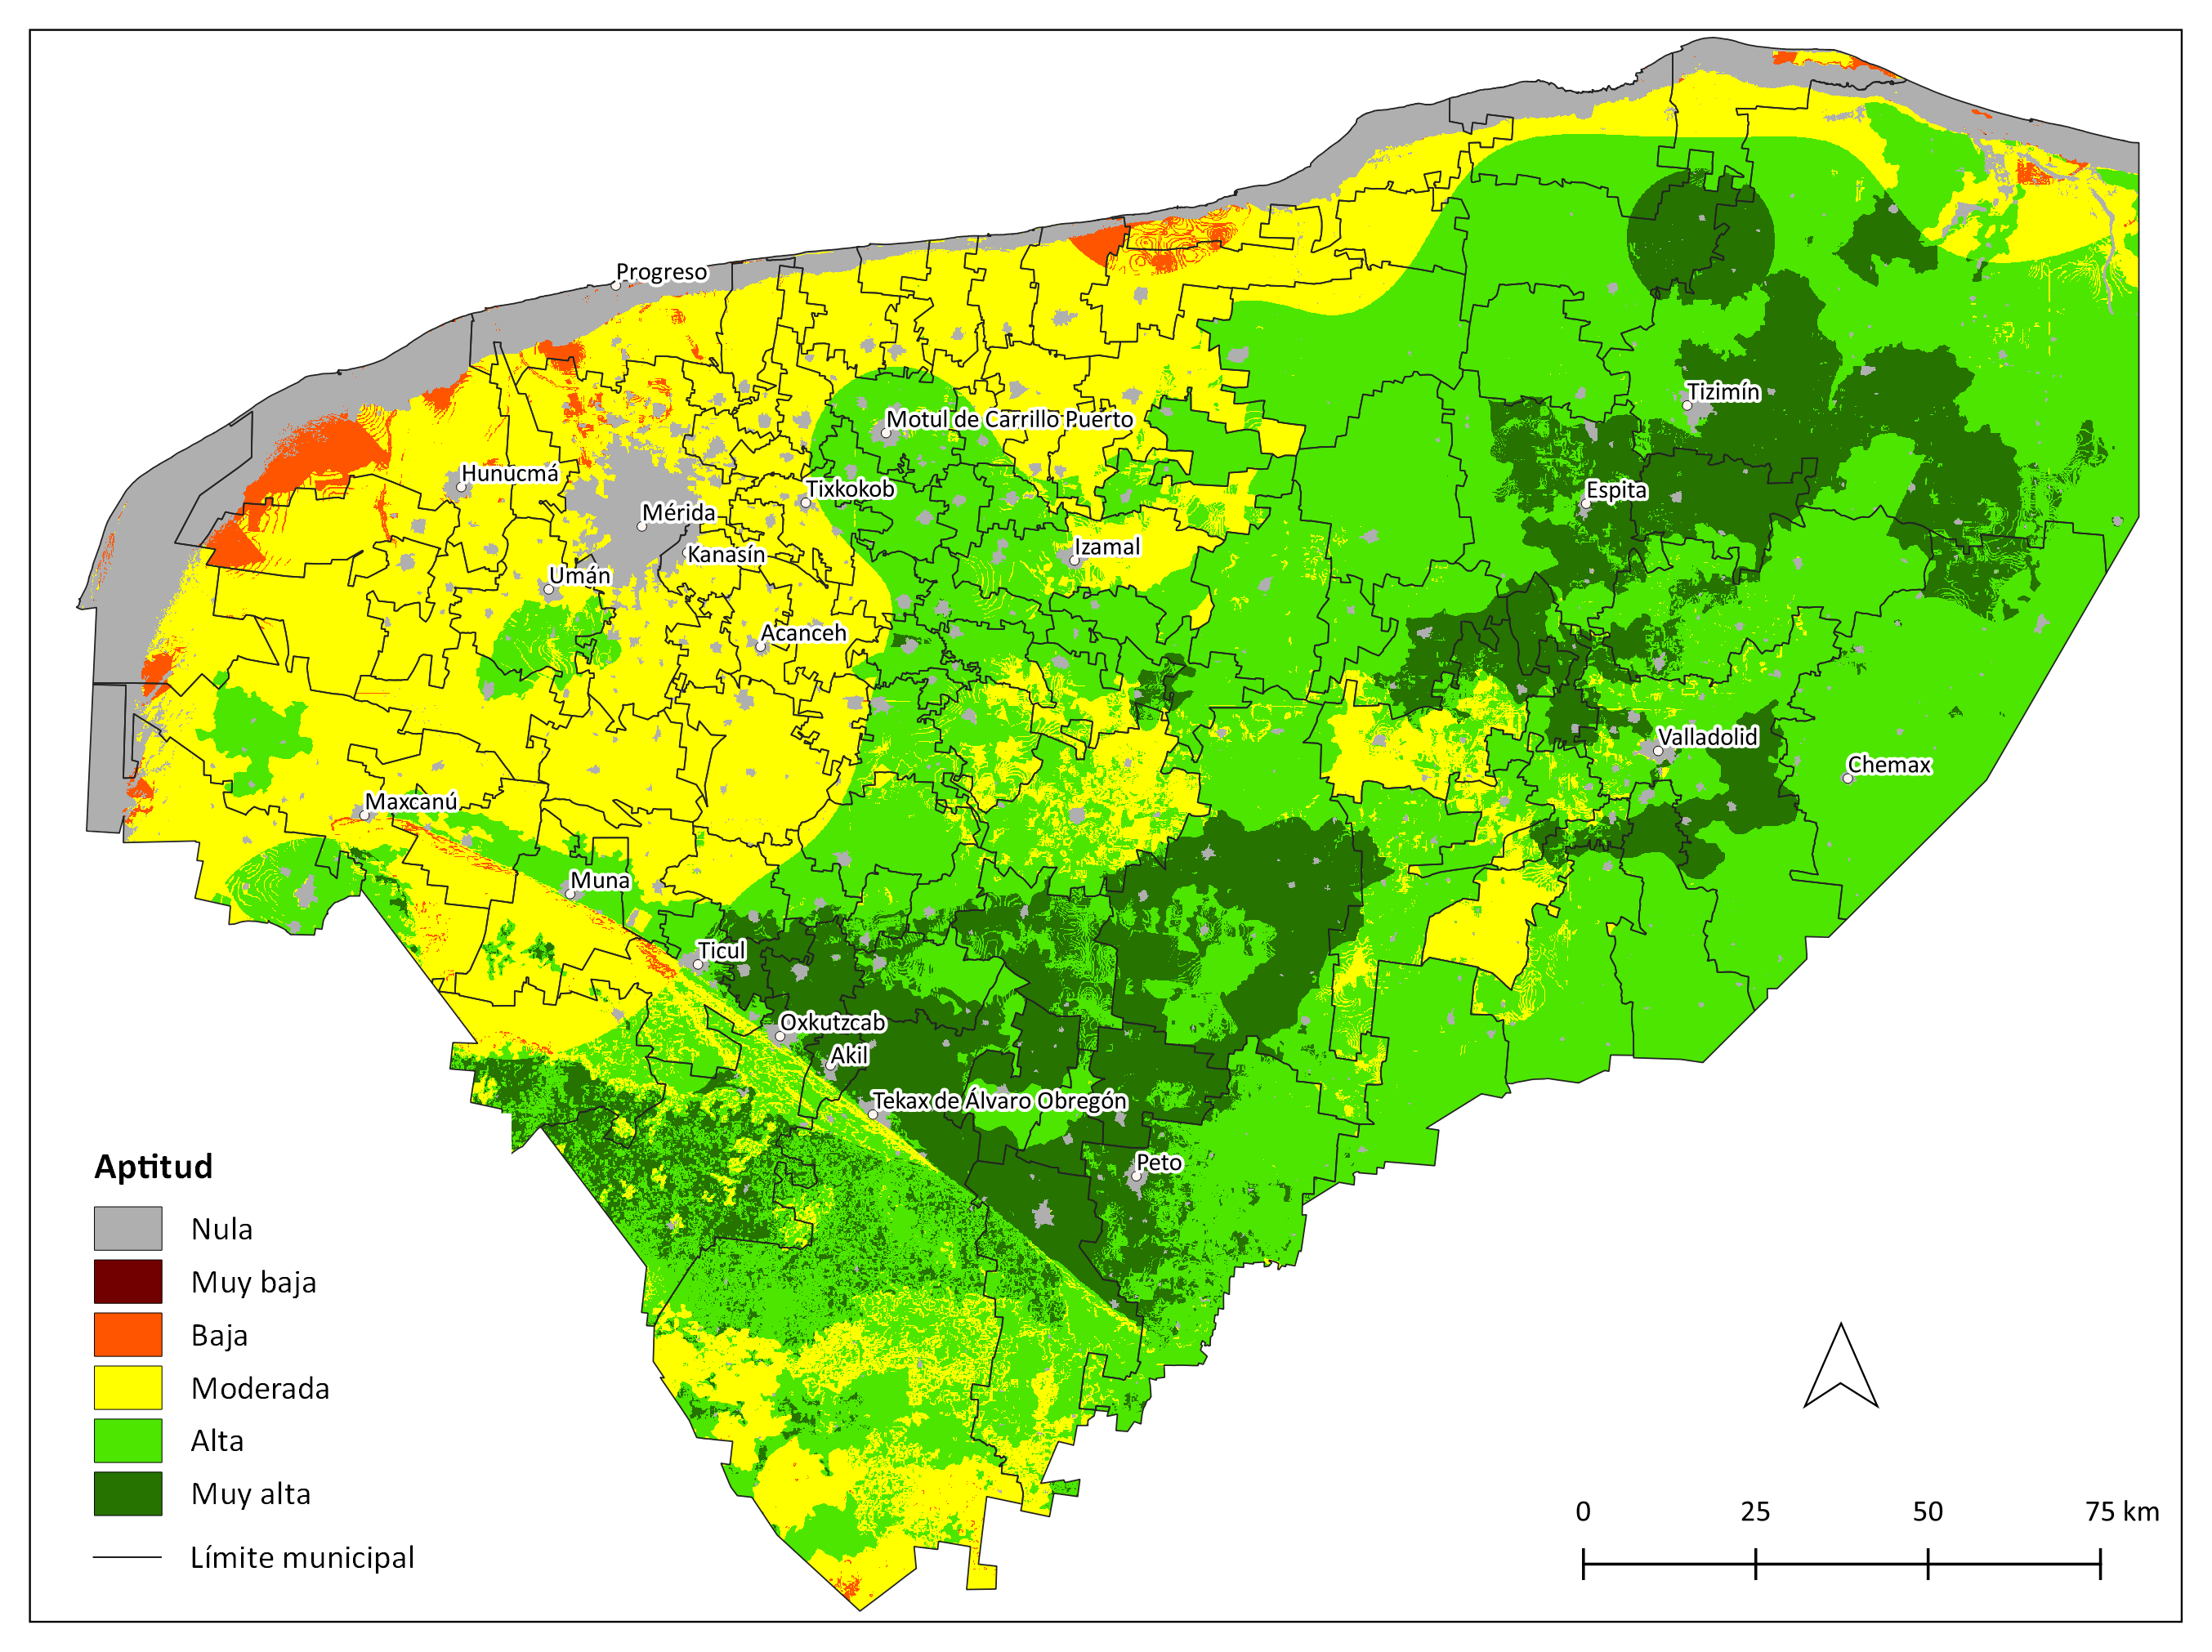 Progreso
Tizimín
Motul de Carrillo Puerto
Hunucmá
Tixkokob
Espita
Mérida
Izamal
Kanasín
Umán
Acanceh
Valladolid
Chemax
Maxcanú
Muna
Ticul
Oxkutzcab
Akil
Tekax de Álvaro Obregón
Peto
Aptitud
Nula
Muy baja
Baja
Moderada
Alta
Muy alta
Límite municipal
0 25 50 75 km